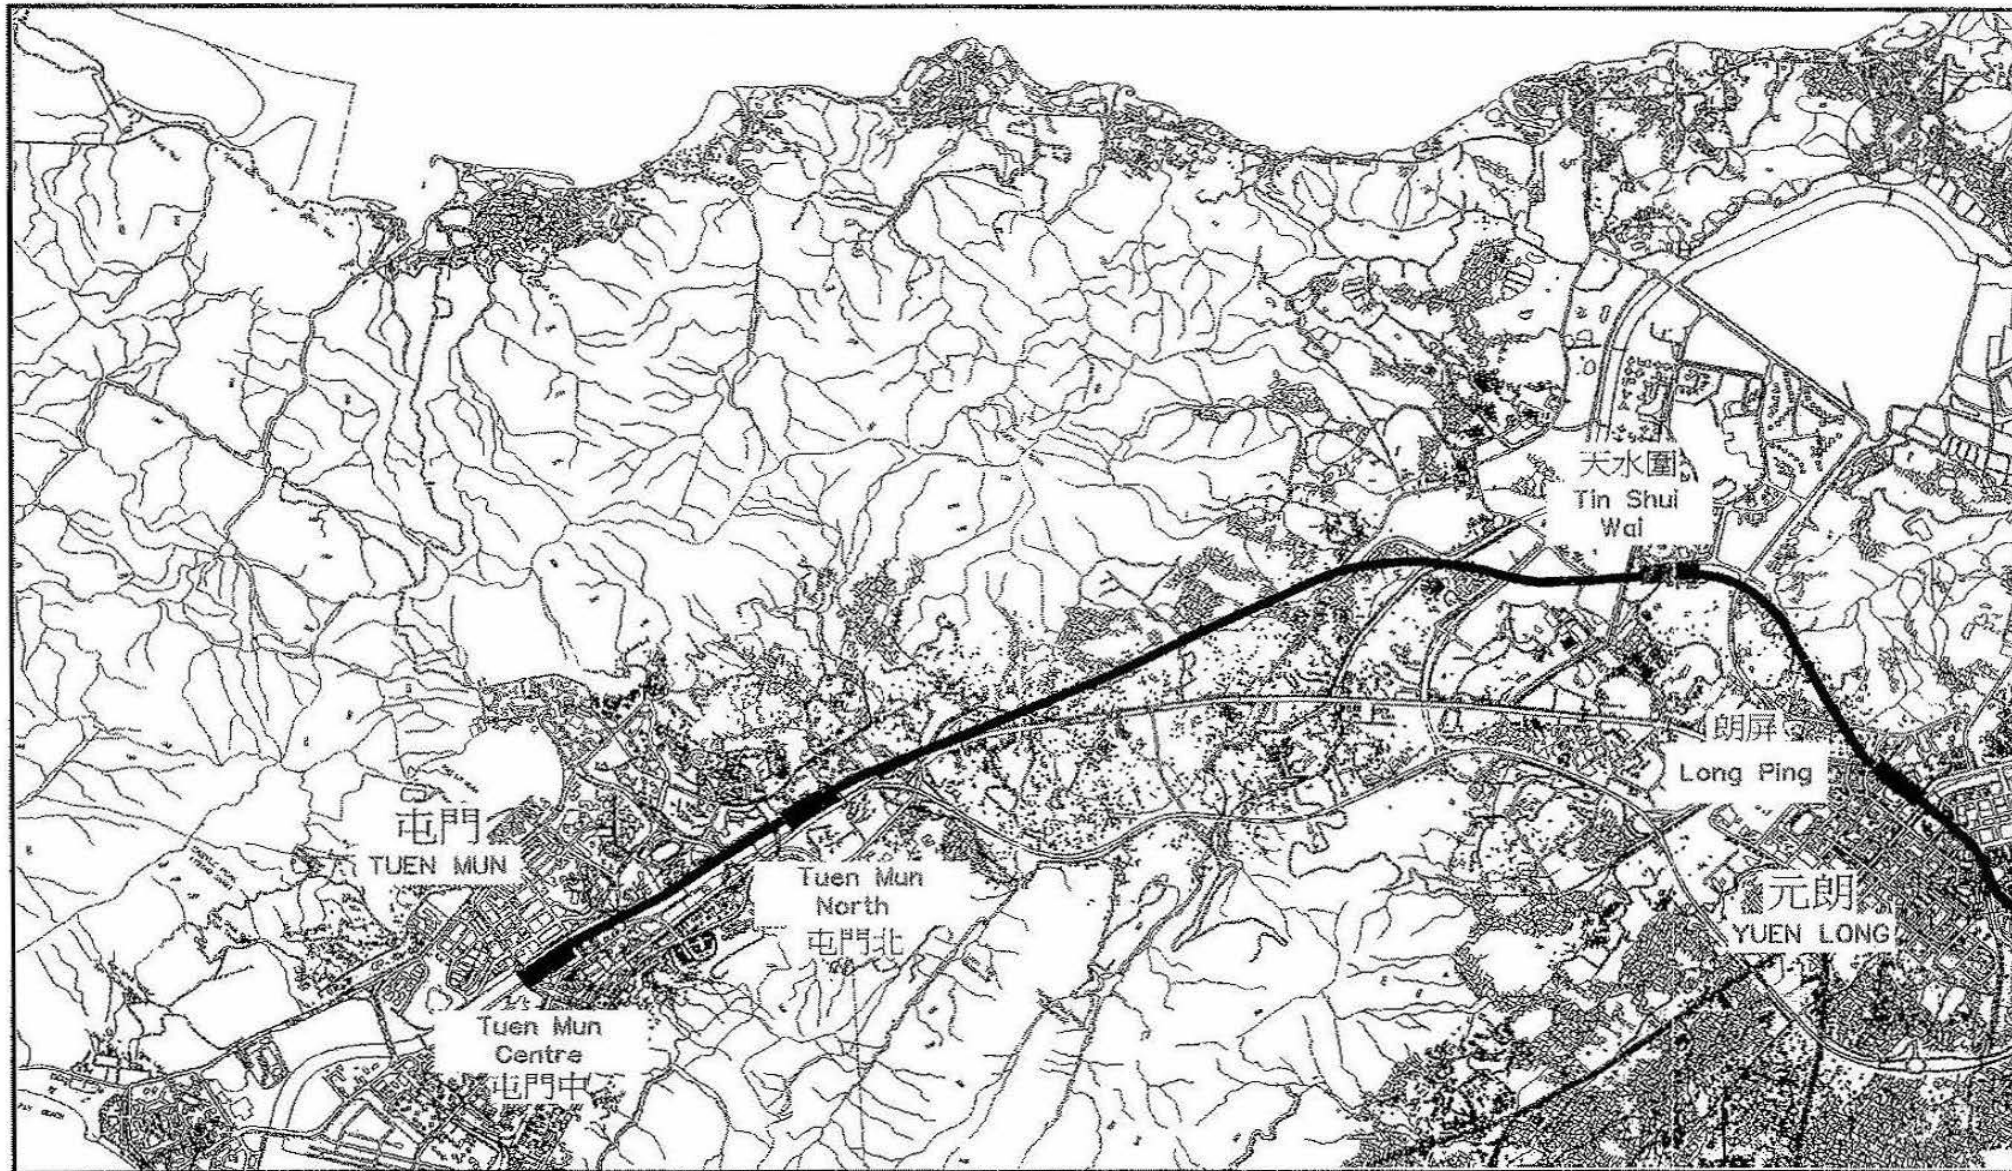 天水圍
Tin Shui
Wai
朗屏
Long Ping
屯門
TUEN MUN
Tuen Mun
North
屯門北
元朗
YUEN LONG
Tuen Mun
Centre
屯門中